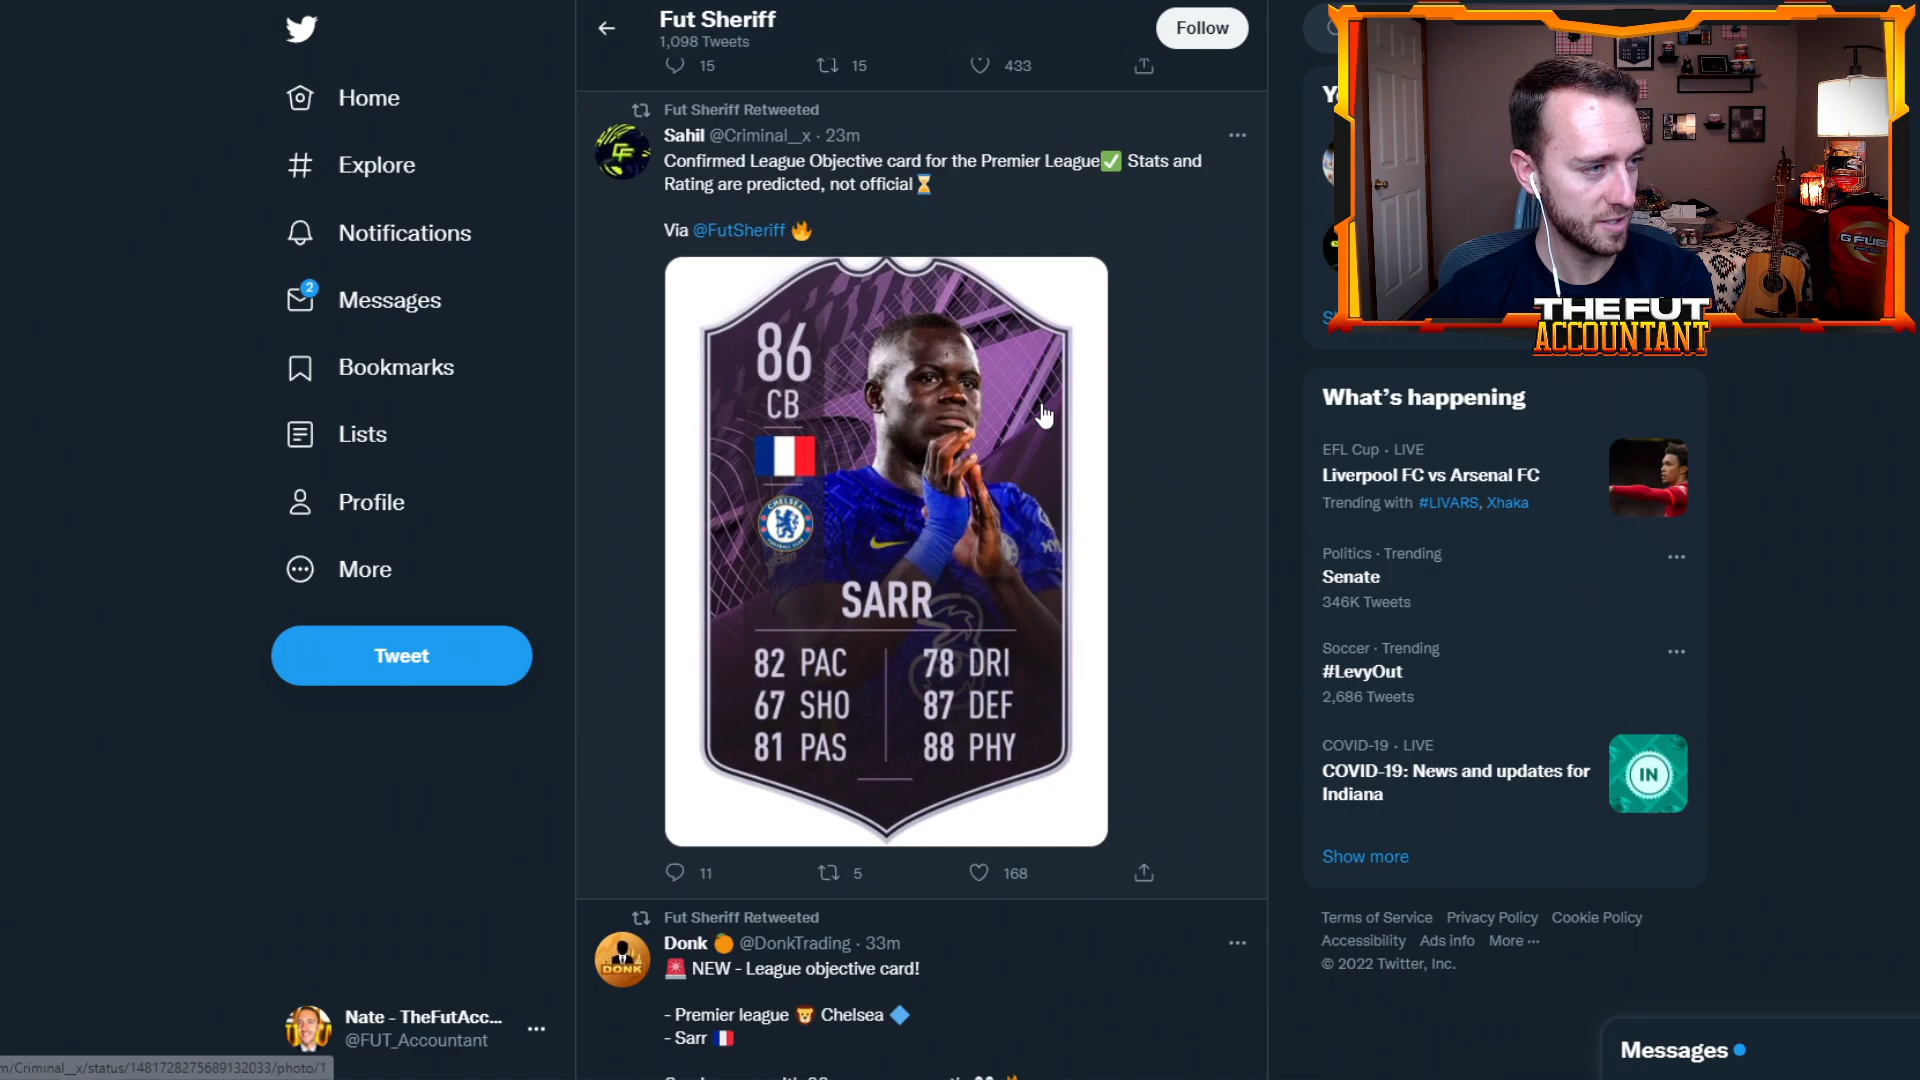 Fut Sheriff
1,098 Tweets
Follow
15
15
433
Home
Explore
Notifications
2
Messages
Bookmarks
Lists
Profile
More
Tweet
Nate - TheFutAcc...
@FUT_Accountant
Fut Sheriff Retweeted
Sahil @Criminal__x · 23m
Confirmed League Objective card for the Premier League✅ Stats and
Rating are predicted, not official⌛
Via @FutSheriff 🔥
86
CB
CHELSEA
SARR
82 PAC 78 DRI
67 SHO 87 DEF
81 PAS 88 PHY
11
5
168
Fut Sheriff Retweeted
Donk 🍊 @DonkTrading · 33m
DONK
🚨 NEW - League objective card!
- Premier league 🦁 Chelsea 🔷
- Sarr 🇫🇷
G FUEL
THE FUT
ACCOUNTANT
What's happening
EFL Cup · LIVE
Liverpool FC vs Arsenal FC
Trending with #LIVARS, Xhaka
Politics · Trending
Senate
346K Tweets
Soccer · Trending
#LevyOut
2,686 Tweets
COVID-19 · LIVE
COVID-19: News and updates for
Indiana
IN
Show more
Terms of Service Privacy Policy Cookie Policy
Accessibility Ads info More ···
© 2022 Twitter, Inc.
Messages
m/Criminal__x/status/1481728275689132033/photo/1